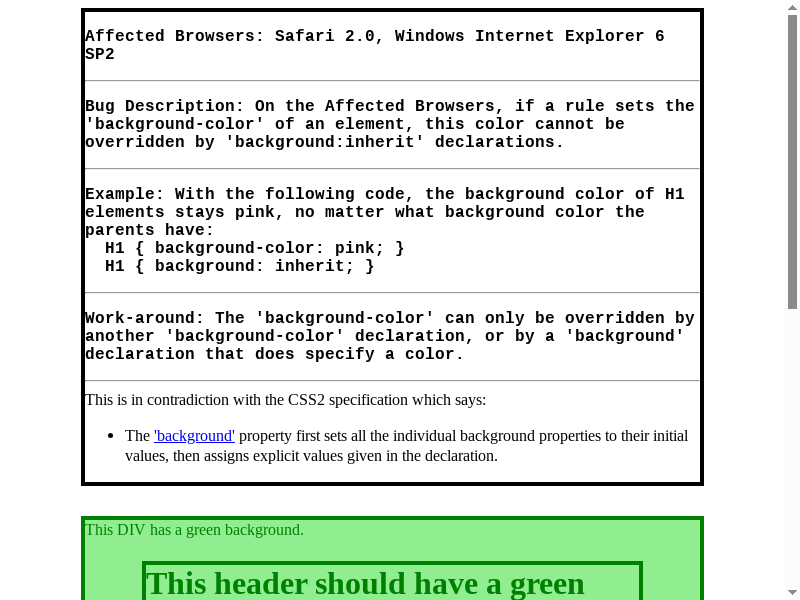 Affected Browsers: Safari 2.0, Windows Internet Explorer 6
SP2
Bug Description: On the Affected Browsers, if a rule sets the
'background-color' of an element, this color cannot be
overridden by 'background:inherit' declarations.
Example: With the following code, the background color of H1
elements stays pink, no matter what background color the
parents have:
H1 { background-color: pink; }
H1 { background: inherit; }
Work-around: The 'background-color' can only be overridden by
another 'background-color' declaration, or by a 'background'
declaration that does specify a color.
This is in contradiction with the CSS2 specification which says:
• The 'background' property first sets all the individual background properties to their initial
values, then assigns explicit values given in the declaration.
This DIV has a green background.
This header should have a green